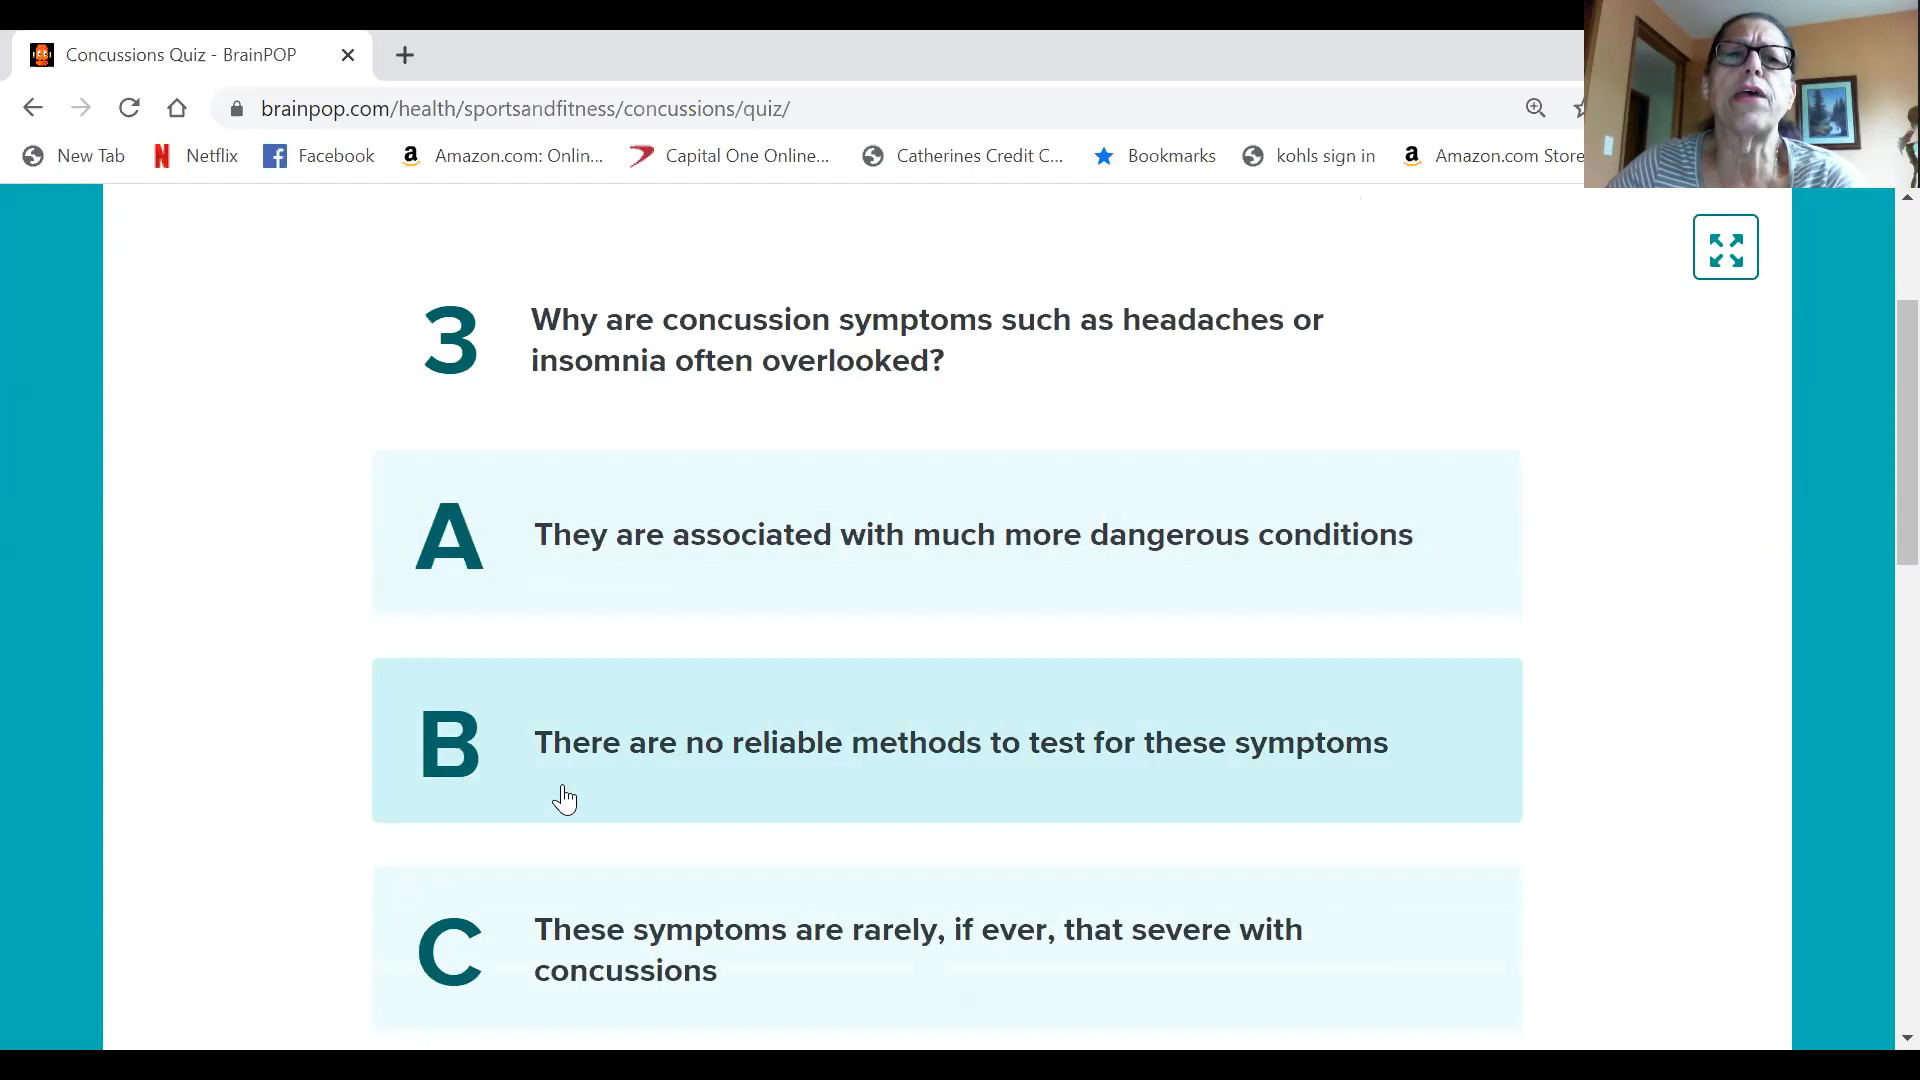 Concussions Quiz - BrainPOP
brainpop.com/health/sportsandfitness/concussions/quiz/
New Tab Netflix Facebook Amazon.com: Onlin... Capital One Online... Catherines Credit C... Bookmarks kohls sign in Amazon.com Store
3 Why are concussion symptoms such as headaches or
insomnia often overlooked?
A They are associated with much more dangerous conditions
B There are no reliable methods to test for these symptoms
C These symptoms are rarely, if ever, that severe with
concussions